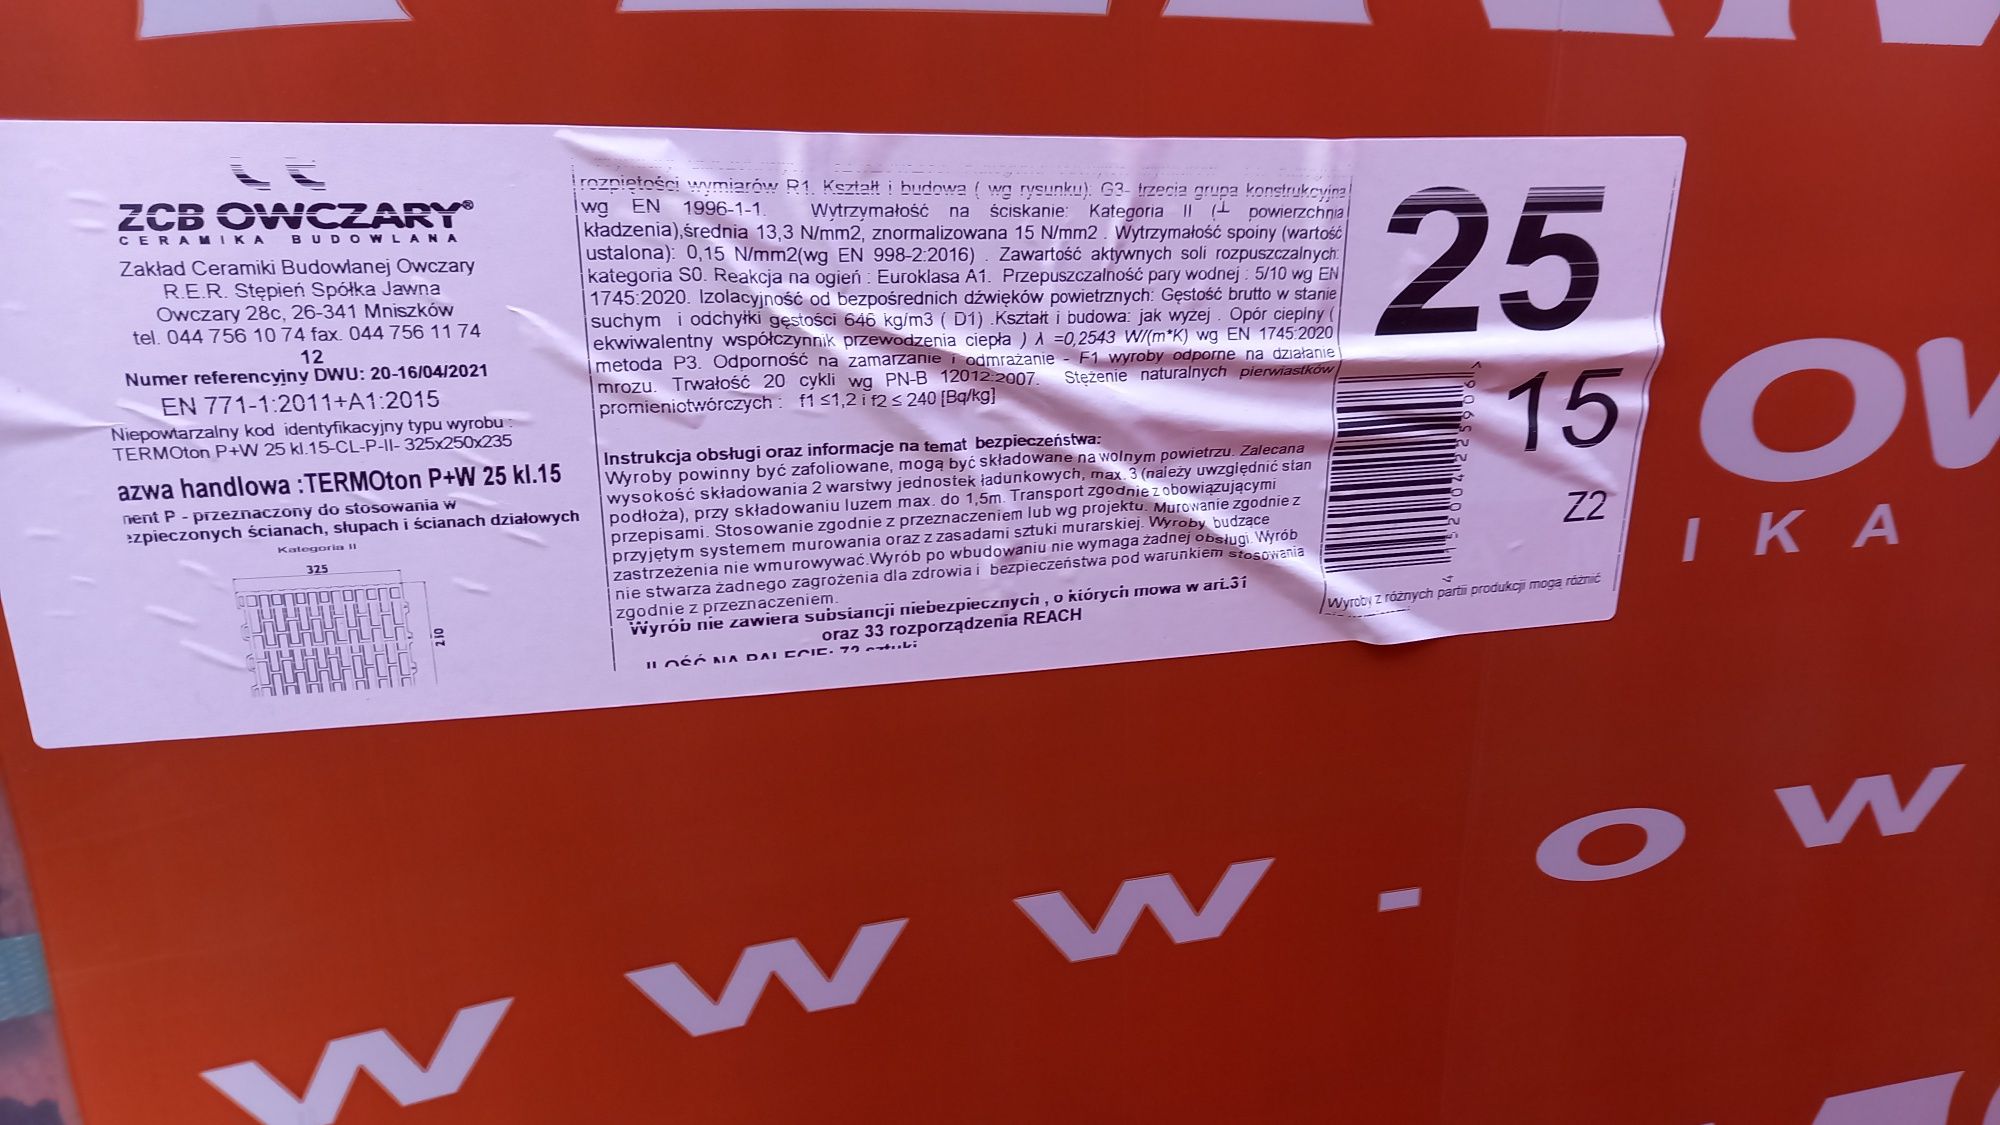 ZCB OWCZARY®
CERAMIKA BUDOWLANA
Zakład Ceramiki Budowlanej Owczary
R.E.R. Stępień Spółka Jawna
Owczary 28c, 26-341 Mniszków
tel. 044 756 10 74 fax. 044 756 11 74
12
Numer referencyjny DWU: 20-16/04/2021
EN 771-1:2011+A1:2015
Niepowtarzalny kod identyfikacyjny typu wyrobu :
TERMOton P+W 25 kl.15-CL-P-II- 325x250x235
azwa handlowa :TERMOton P+W 25 kl.15
nent P - przeznaczony do stosowania w
ezpieczonych ścianach, słupach i ścianach działowych
Kategoria II
325
210
rozpiętości wymiarów R1. Kształt i budowa ( wg rysunku): G3- trzecia grupa konstrukcyjna
wg EN 1996-1-1. Wytrzymałość na ściskanie: Kategoria II (⊥ powierzchnia
kładzenia),średnia 13,3 N/mm2, znormalizowana 15 N/mm2 . Wytrzymałość spoiny (wartość
ustalona): 0,15 N/mm2(wg EN 998-2:2016) . Zawartość aktywnych soli rozpuszczalnych:
kategoria S0. Reakcja na ogień : Euroklasa A1. Przepuszczalność pary wodnej : 5/10 wg EN
1745:2020. Izolacyjność od bezpośrednich dźwięków powietrznych: Gęstość brutto w stanie
suchym i odchyłki gęstości 646 kg/m3 ( D1) .Kształt i budowa: jak wyżej . Opór cieplny (
ekwiwalentny współczynnik przewodzenia ciepła ) λ =0,2543 W/(m*K) wg EN 1745:2020
metoda P3. Odporność na zamarzanie i odmrażanie - F1 wyroby odporne na działanie
mrozu. Trwałość 20 cykli wg PN-B 12012:2007. Stężenie naturalnych pierwiastków
promieniotwórczych : f1 ≤1,2 i f2 ≤ 240 [Bq/kg]
Instrukcja obsługi oraz informacje na temat bezpieczeństwa:
Wyroby powinny być zafoliowane, mogą być składowane na wolnym powietrzu. Zalecana
wysokość składowania 2 warstwy jednostek ładunkowych, max. 3 (należy uwzględnić stan
podłoża), przy składowaniu luzem max. do 1,5m. Transport zgodnie z obowiązującymi
przepisami. Stosowanie zgodnie z przeznaczeniem lub wg projektu. Murowanie zgodnie z
przyjętym systemem murowania oraz z zasadami sztuki murarskiej. Wyroby budzące
zastrzeżenia nie wmurowywać.Wyrób po wbudowaniu nie wymaga żadnej obsługi. Wyrób
nie stwarza żadnego zagrożenia dla zdrowia i bezpieczeństwa pod warunkiem stosowania
zgodnie z przeznaczeniem.
Wyrób nie zawiera substancji niebezpiecznych , o których mowa w art.31
oraz 33 rozporządzenia REACH
ILOŚĆ NA PALECIE: 72 sztuki
25
15
Z2
Wyroby z różnych partii produkcji mogą różnić
OW
IKA
WWW.OW